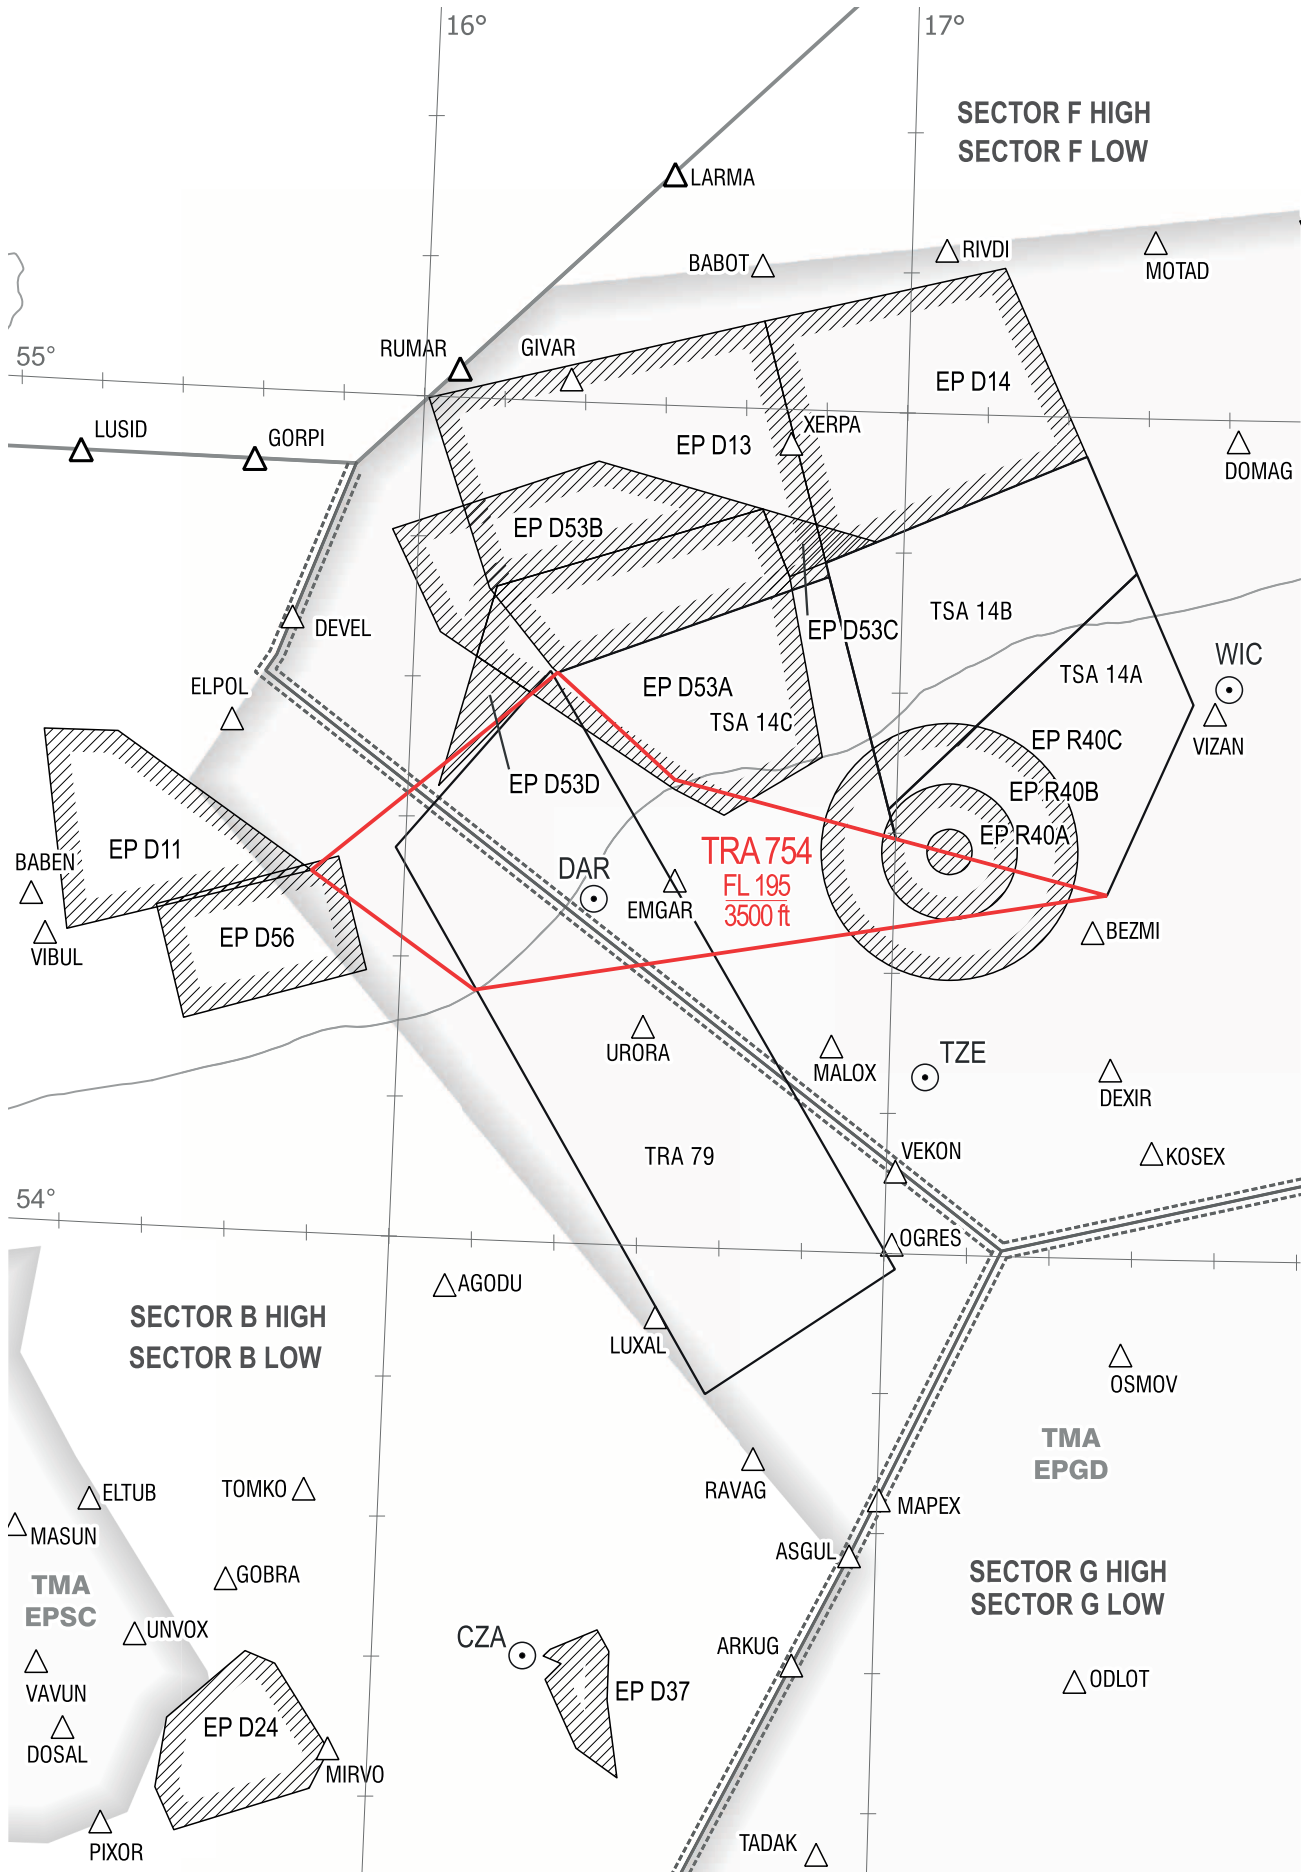 16°
17°
SECTOR F HIGH
SECTOR F LOW
LARMA
BABOT
RIVDI
MOTAD
55°
RUMAR
GIVAR
EP D14
LUSID
GORPI
EP D13
XERPA
DOMAG
EP D53B
DEVEL
EP D53C
TSA 14B
ELPOL
EP D53A
TSA 14C
TSA 14A
WIC
VIZAN
EP D53D
EP R40C
EP R40B
EP R40A
EP D11
BABEN
VIBUL
EP D56
DAR
EMGAR
TRA 754
FL 195
3500 ft
BEZMI
URORA
MALOX
TZE
DEXIR
TRA 79
VEKON
KOSEX
54°
OGRES
AGODU
SECTOR B HIGH
SECTOR B LOW
LUXAL
OSMOV
TMA
EPGD
ELTUB
TOMKO
RAVAG
MAPEX
MASUN
ASGUL
GOBRA
SECTOR G HIGH
SECTOR G LOW
TMA
EPSC
UNVOX
CZA
ARKUG
VAVUN
EP D37
ODLOT
EP D24
DOSAL
MIRVO
PIXOR
TADAK